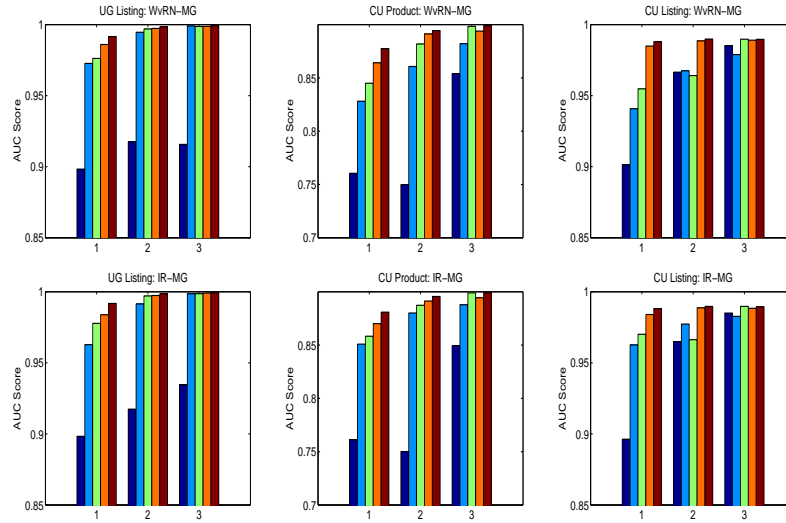 UG Listing: WvRN−MG
CU Product: WvRN−MG
CU Listing: WvRN−MG
1
0.95
0.9
0.85
AUC Score
1 2 3
0.85
0.8
0.75
0.7
AUC Score
1 2 3
1
0.95
0.9
0.85
AUC Score
1 2 3
UG Listing: IR−MG
CU Product: IR−MG
CU Listing: IR−MG
1
0.95
0.9
0.85
AUC Score
1 2 3
0.85
0.8
0.75
0.7
AUC Score
1 2 3
1
0.95
0.9
0.85
AUC Score
1 2 3